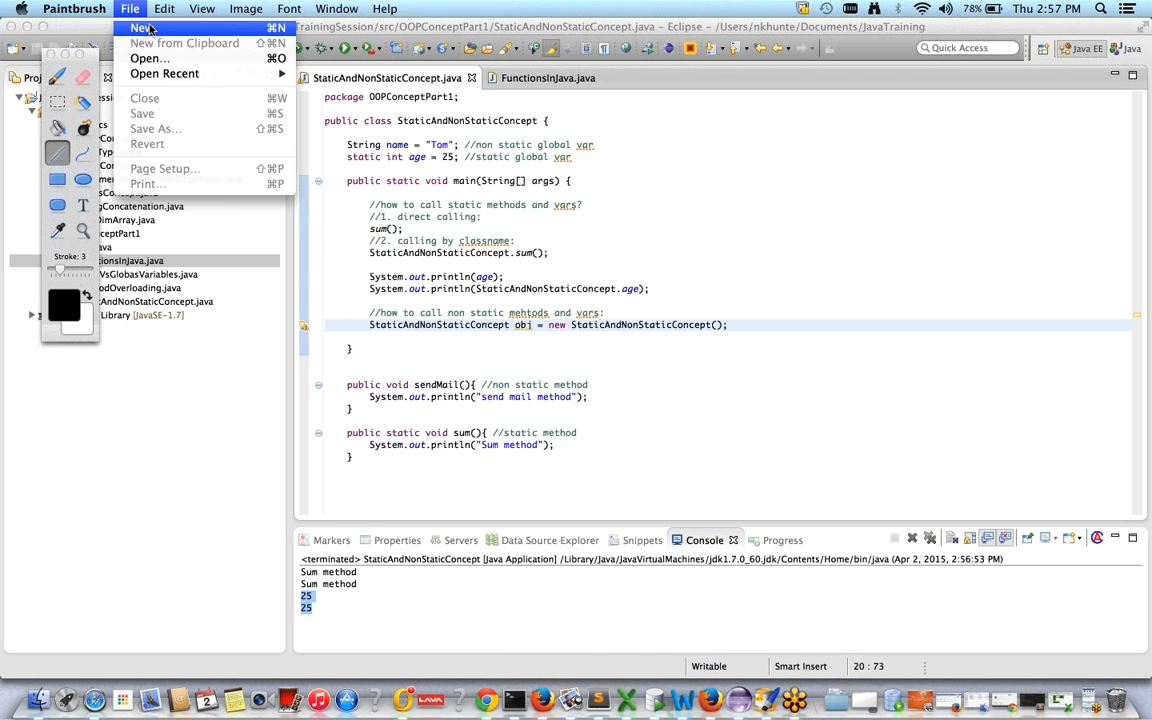 Paintbrush File Edit View Image Font Window Help 78% Thu 2:57 PM
TrainingSession/src/OOPConceptPart1/StaticAndNonStaticConcept.java – Eclipse – /Users/nkhunte/Documents/JavaTraining
New ⌘N
New from Clipboard ⇧⌘N
Open... ⌘O
Open Recent
Close ⌘W
Save ⌘S
Save As... ⇧⌘S
Revert
Page Setup... ⇧⌘P
Print... ⌘P
Quick Access
Java EE
Java
StaticAndNonStaticConcept.java
FunctionsInJava.java
gConcatenation.java
DimArray.java
ceptPart1
ava
tionsInJava.java
VsGlobasVariables.java
odOverloading.java
cAndNonStaticConcept.java
Library [JavaSE-1.7]
T
Stroke: 3
package OOPConceptPart1;
public class StaticAndNonStaticConcept {
String name = "Tom"; //non static global var
static int age = 25; //static global var
public static void main(String[] args) {
//how to call static methods and vars?
//1. direct calling:
sum();
//2. calling by classname:
StaticAndNonStaticConcept.sum();
System.out.println(age);
System.out.println(StaticAndNonStaticConcept.age);
//how to call non static mehtods and vars:
StaticAndNonStaticConcept obj = new StaticAndNonStaticConcept();
}
public void sendMail(){ //non static method
System.out.println("send mail method");
}
public static void sum(){ //static method
System.out.println("Sum method");
}
Markers Properties Servers Data Source Explorer Snippets Console Progress
<terminated> StaticAndNonStaticConcept [Java Application] /Library/Java/JavaVirtualMachines/jdk1.7.0_60.jdk/Contents/Home/bin/java (Apr 2, 2015, 2:56:53 PM)
Sum method
Sum method
25
25
Writable Smart Insert 20 : 73
LAVA